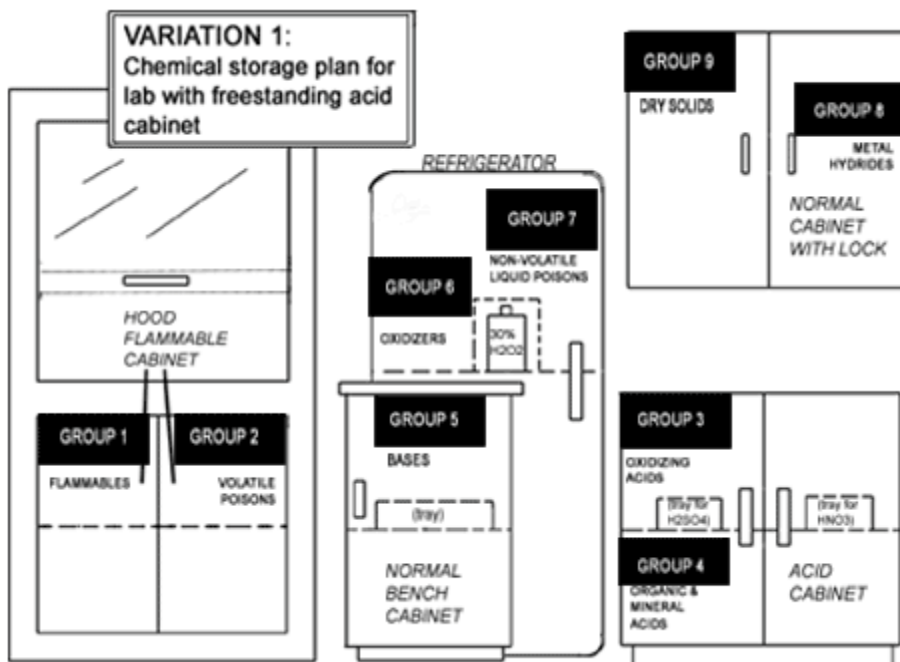 VARIATION 1:
Chemical storage plan for
lab with freestanding acid
cabinet
HOOD
FLAMMABLE
CABINET
GROUP 1
FLAMMABLES
GROUP 2
VOLATILE
POISONS
REFRIGERATOR
GROUP 7
NON-VOLATILE
LIQUID POISONS
GROUP 6
OXIDIZERS
30%
H2O2
GROUP 5
BASES
(tray)
NORMAL
BENCH
CABINET
GROUP 9
DRY SOLIDS
GROUP 8
METAL
HYDRIDES
NORMAL
CABINET
WITH LOCK
GROUP 3
OXIDIZING
ACIDS
(tray for
H2SO4)
(tray for
HNO3)
GROUP 4
ORGANIC &
MINERAL
ACIDS
ACID
CABINET